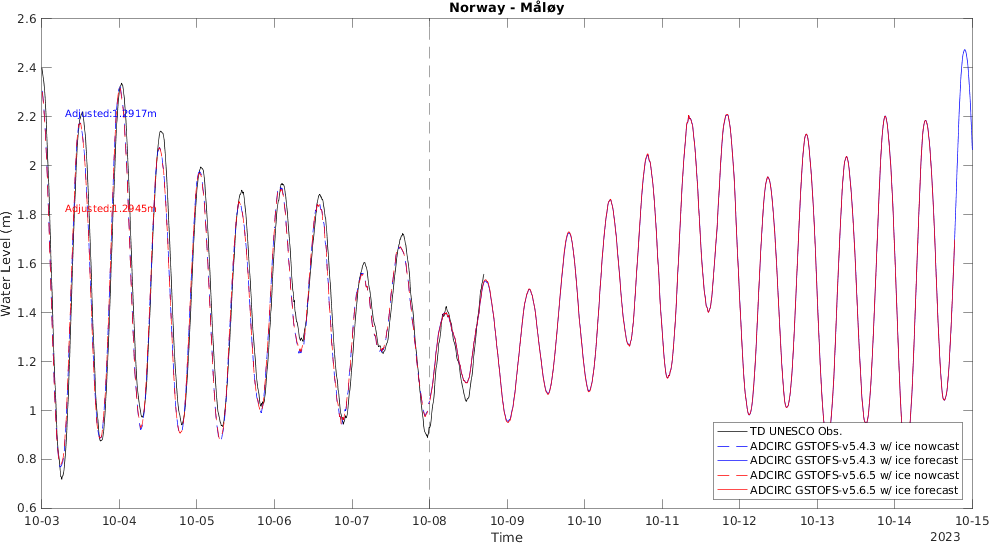 Norway - Måløy
2.6
2.4
2.2
2
1.8
1.6
1.4
1.2
1
0.8
0.6
Water Level (m)
Adjusted:1.2917m
Adjusted:1.2945m
TD UNESCO Obs.
ADCIRC GSTOFS-v5.4.3 w/ ice nowcast
ADCIRC GSTOFS-v5.4.3 w/ ice forecast
ADCIRC GSTOFS-v5.6.5 w/ ice nowcast
ADCIRC GSTOFS-v5.6.5 w/ ice forecast
10-03 10-04 10-05 10-06 10-07 10-08 10-09 10-10 10-11 10-12 10-13 10-14 10-15
Time
2023